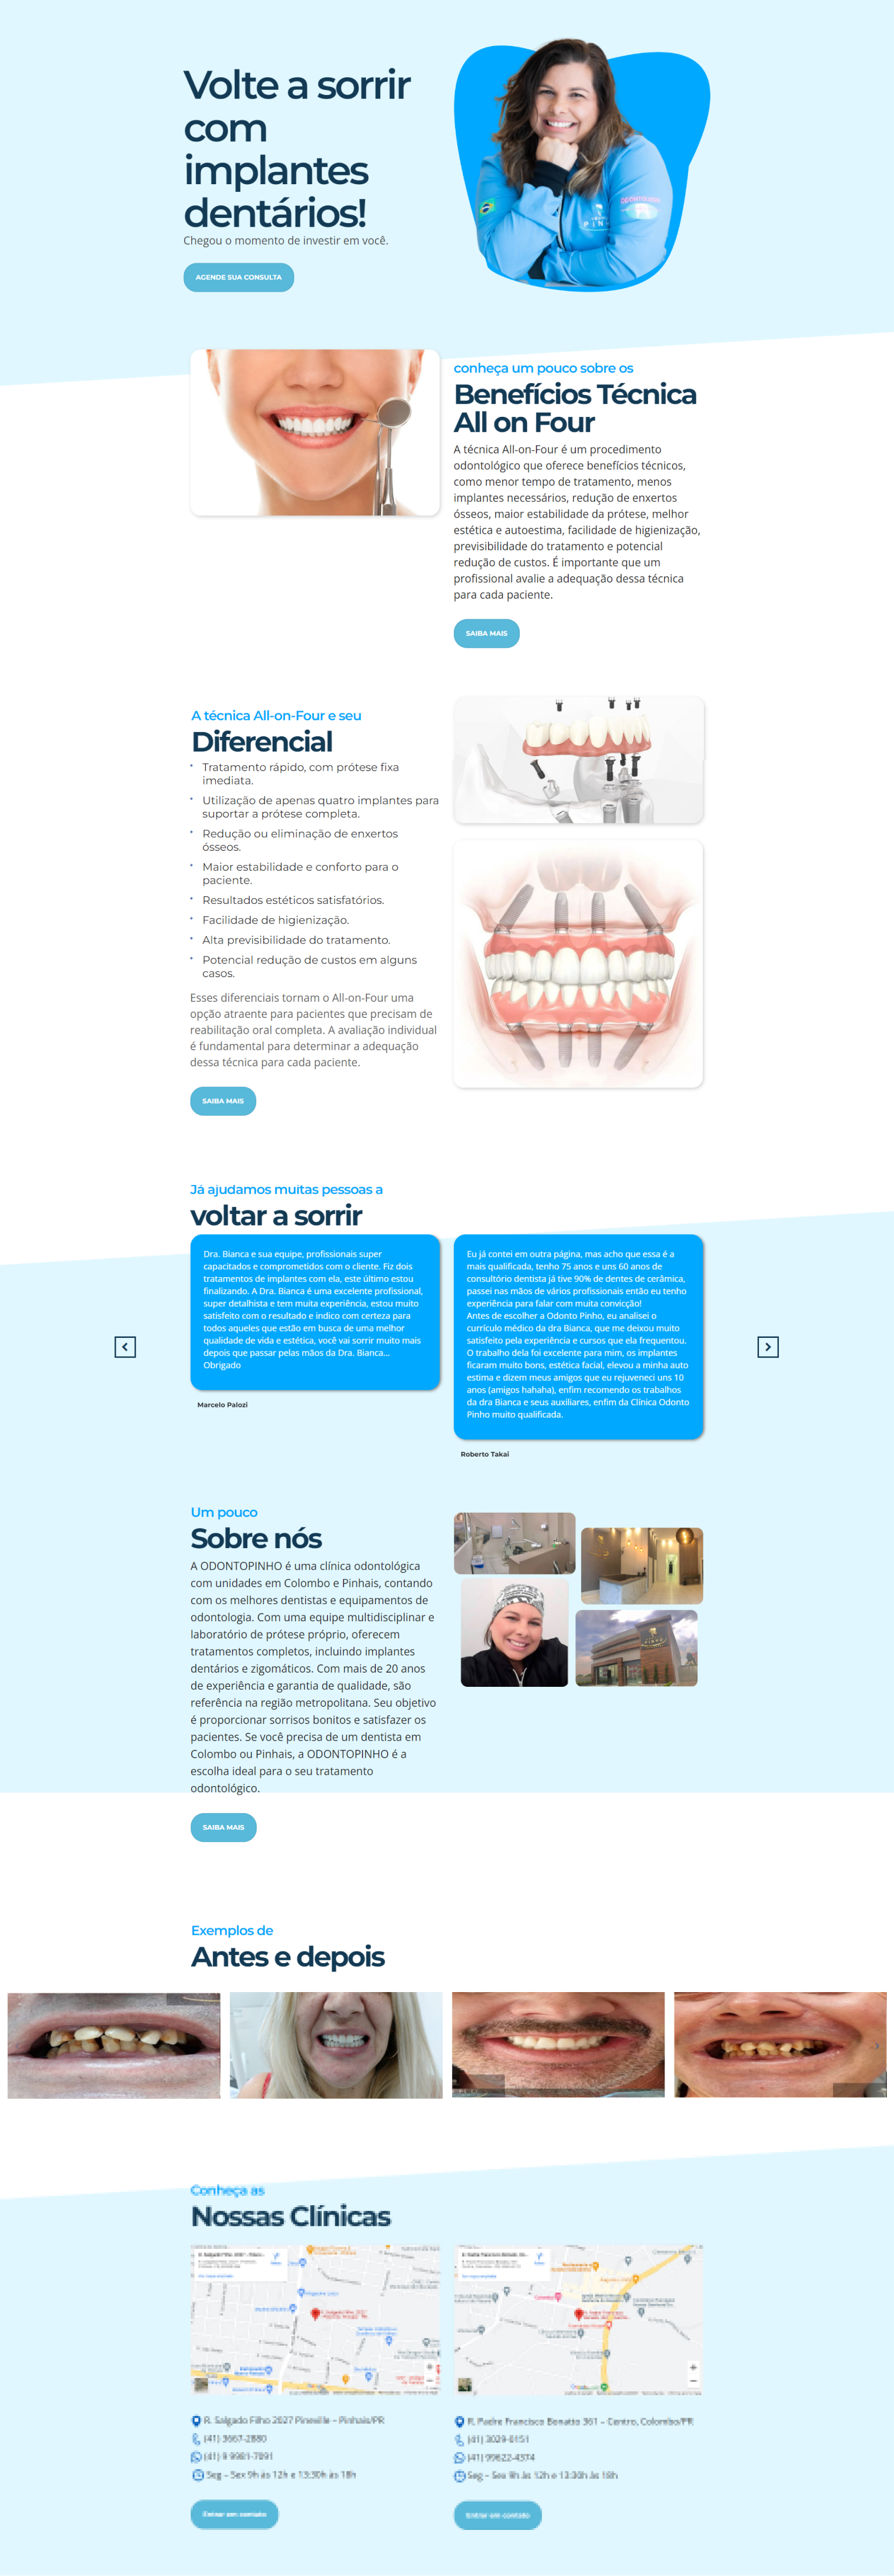 Volte a sorrir
com
implantes
dentários!
Chegou o momento de investir em você.
AGENDE SUA CONSULTA
conheça um pouco sobre os
Benefícios Técnica
All on Four
A técnica All-on-Four é um procedimento
odontológico que oferece benefícios técnicos,
como menor tempo de tratamento, menos
implantes necessários, redução de enxertos
ósseos, maior estabilidade da prótese, melhor
estética e autoestima, facilidade de higienização,
previsibilidade do tratamento e potencial
redução de custos. É importante que um
profissional avalie a adequação dessa técnica
para cada paciente.
SAIBA MAIS
A técnica All-on-Four e seu
Diferencial
• Tratamento rápido, com prótese fixa
imediata.
• Utilização de apenas quatro implantes para
suportar a prótese completa.
• Redução ou eliminação de enxertos
ósseos.
• Maior estabilidade e conforto para o
paciente.
• Resultados estéticos satisfatórios.
• Facilidade de higienização.
• Alta previsibilidade do tratamento.
• Potencial redução de custos em alguns
casos.
Esses diferenciais tornam o All-on-Four uma
opção atraente para pacientes que precisam de
reabilitação oral completa. A avaliação individual
é fundamental para determinar a adequação
dessa técnica para cada paciente.
SAIBA MAIS
Já ajudamos muitas pessoas a
voltar a sorrir
Dra. Bianca e sua equipe, profissionais super
capacitados e comprometidos com o cliente. Fiz dois
tratamentos de implantes com ela, este último estou
finalizando. A Dra. Bianca é uma excelente profissional,
super detalhista e tem muita experiência, estou muito
satisfeito com o resultado e indico com certeza para
todos aqueles que estão em busca de uma melhor
qualidade de vida e estética, você vai sorrir muito mais
depois que passar pelas mãos da Dra. Bianca...
Obrigado
Marcelo Palozi
Eu já contei em outra página, mas acho que essa é a
mais qualificada, tenho 75 anos e uns 60 anos de
consultório dentista já tive 90% de dentes de cerâmica,
passei nas mãos de vários profissionais então eu tenho
experiência para falar com muita convicção!
Antes de escolher a Odonto Pinho, eu analisei o
currículo médico da dra Bianca, que me deixou muito
satisfeito pela experiência e cursos que ela frequentou.
O trabalho dela foi excelente para mim, os implantes
ficaram muito bons, estética facial, elevou a minha auto
estima e dizem meus amigos que eu rejuveneci uns 10
anos (amigos hahaha), enfim recomendo os trabalhos
da dra Bianca e seus auxiliares, enfim da Clínica Odonto
Pinho muito qualificada.
Roberto Takai
Um pouco
Sobre nós
A ODONTOPINHO é uma clínica odontológica
com unidades em Colombo e Pinhais, contando
com os melhores dentistas e equipamentos de
odontologia. Com uma equipe multidisciplinar e
laboratório de prótese próprio, oferecem
tratamentos completos, incluindo implantes
dentários e zigomáticos. Com mais de 20 anos
de experiência e garantia de qualidade, são
referência na região metropolitana. Seu objetivo
é proporcionar sorrisos bonitos e satisfazer os
pacientes. Se você precisa de um dentista em
Colombo ou Pinhais, a ODONTOPINHO é a
escolha ideal para o seu tratamento
odontológico.
SAIBA MAIS
Exemplos de
Antes e depois
Conheça as
Nossas Clínicas
R. Salgado Filho 2027 Pineville – Pinhais/PR
(41)
Seg – Sex 9h às 12h e 13:30h às 18h
Entrar em contato
R. Padre Francisco Bonatto 361 – Centro, Colombo/PR
(41)
(41) 99622-4374
Seg – Sex 9h às 12h e 13:30h às 18h
Entrar em contato